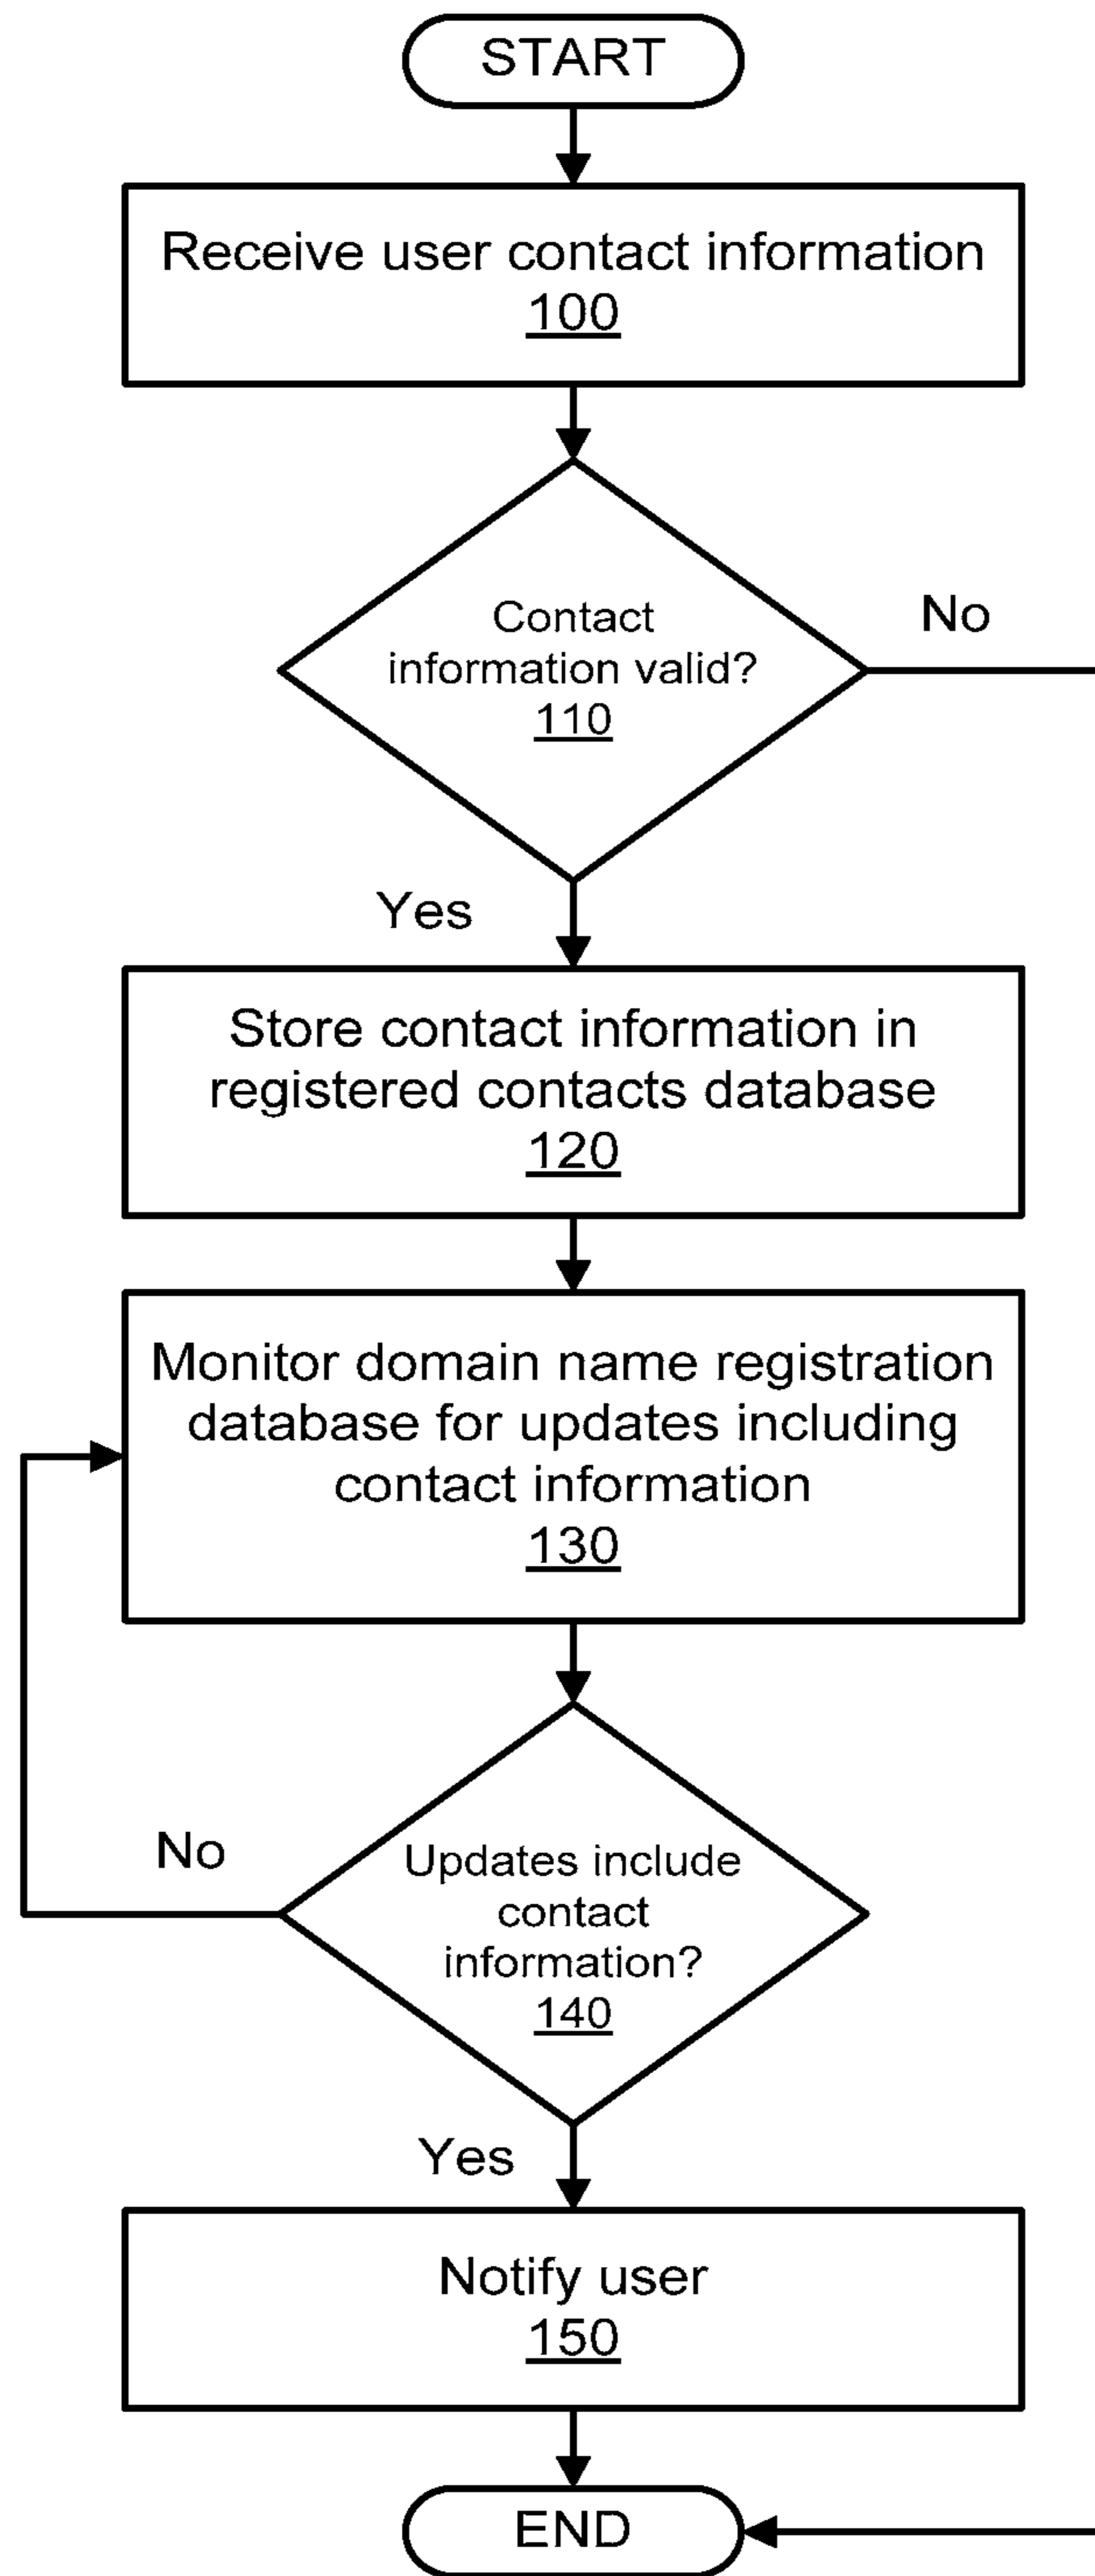 START
Receive user contact information
100
Contact
information valid?
110
No
Yes
Store contact information in
registered contacts database
120
Monitor domain name registration
database for updates including
contact information
130
No
Updates include
contact
information?
140
Yes
Notify user
150
END